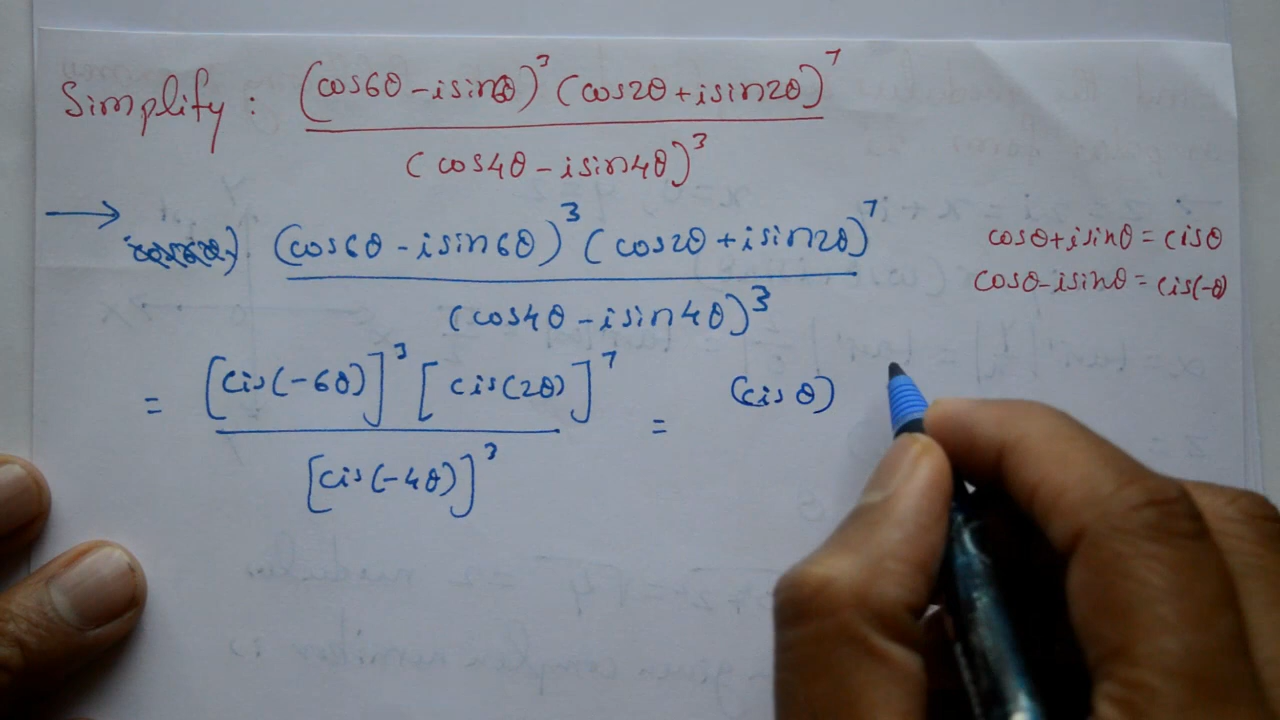 Simplify : (cos6θ - isinθ)³ (cos2θ + isin2θ)⁷
(cos4θ - isin4θ)³
→ (cos6θ - isin6θ)³ (cos2θ + isin2θ)⁷
(cos4θ - isin4θ)³
cosθ + isinθ = cisθ
cosθ - isinθ = cis(-θ)
= [cis(-6θ)]³ [cis(2θ)]⁷ = (cisθ)
[cis(-4θ)]³